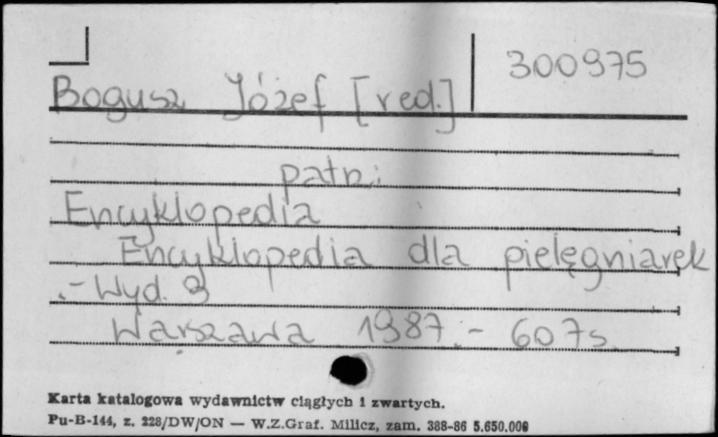 300975
Bogusz Józef [red.]
patrz:
Encyklopedia
Encyklopedia dla pielęgniarek
.- Wyd. 3
Warszawa 1987.- 607s.
Karta katalogowa wydawnictw ciągłych i zwartych.
Pu-B-144, z. 228/DW/ON — W.Z.Graf. Milicz, zam. 388-86 5.650.000